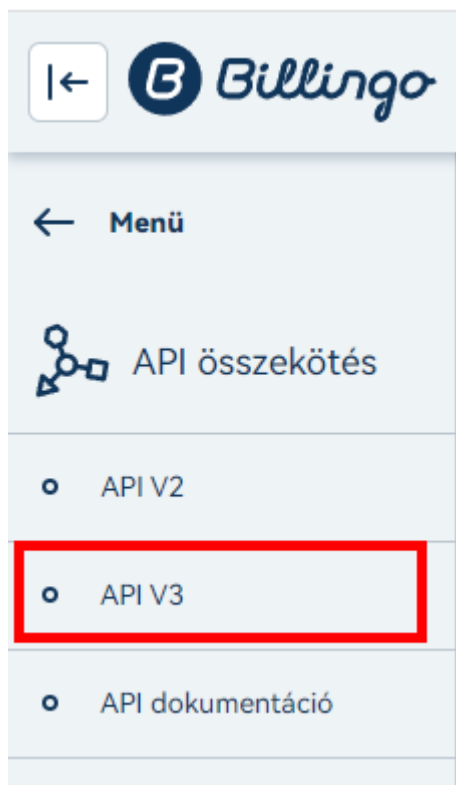 Billingo
Menü
API összekötés
API V2
API V3
API dokumentáció